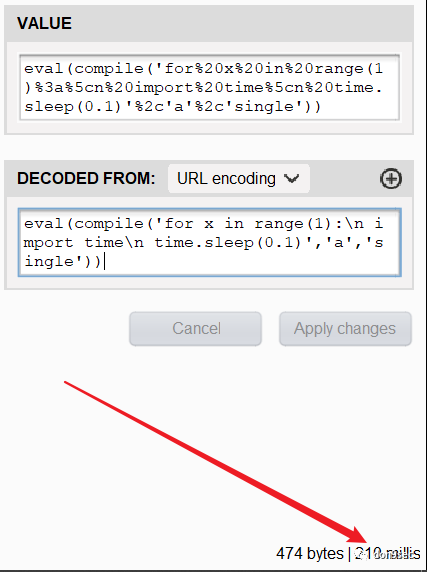 VALUE
eval(compile('for%20x%20in%20range(1
)%3a%5cn%20import%20time%5cn%20time.
sleep(0.1)'%2c'a'%2c'single'))
DECODED FROM: URL encoding
eval(compile('for x in range(1):\n i
mport time\n time.sleep(0.1)','a','s
ingle'))
Cancel Apply changes
474 bytes | 210 millis